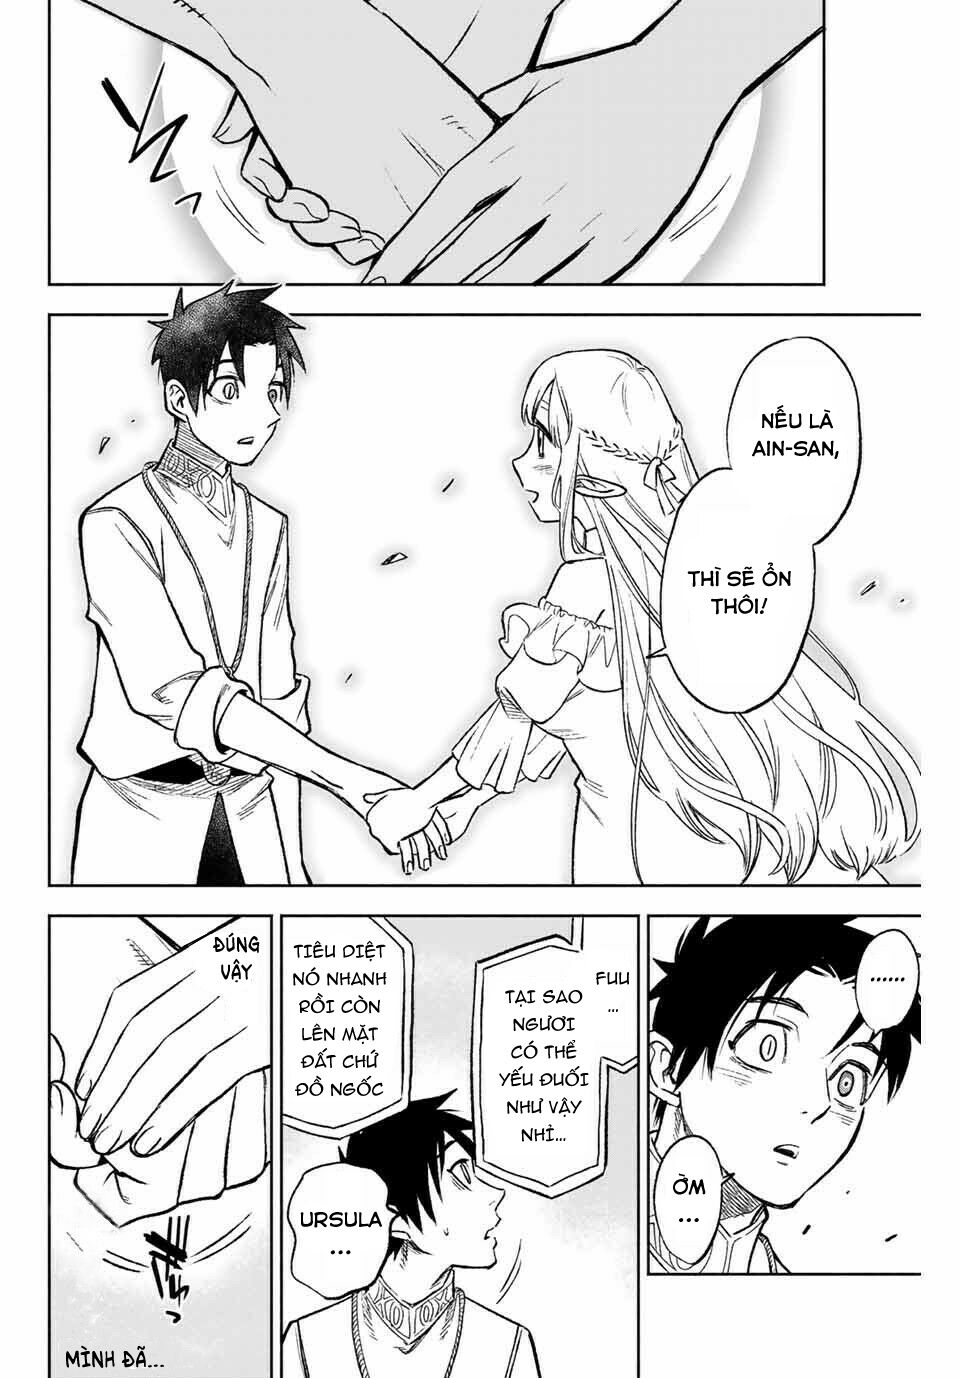 NẾU LÀ
AIN-SAN,
THÌ SẼ ỔN
THÔI!
......
ỜM
...
FUU
...
TẠI SAO
NGƯƠI
CÓ THỂ
YẾU ĐUỐI
NHƯ VẬY
NHỈ...
URSULA
...
TIÊU DIỆT
NÓ NHANH
RỒI CÒN
LÊN MẶT
ĐẤT CHỨ
ĐỒ NGỐC
ĐÚNG
VẬY
MÌNH ĐÃ...